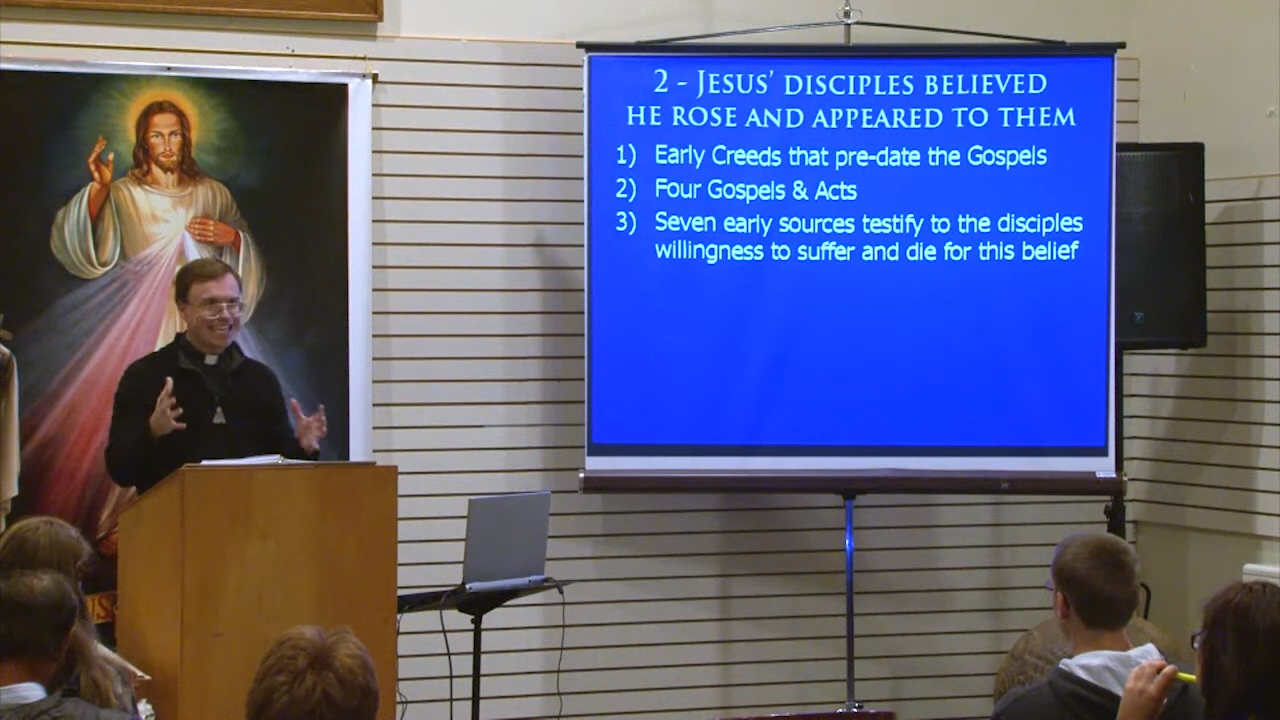 2 - JESUS' DISCIPLES BELIEVED
HE ROSE AND APPEARED TO THEM
1) Early Creeds that pre-date the Gospels
2) Four Gospels & Acts
3) Seven early sources testify to the disciples
willingness to suffer and die for this belief